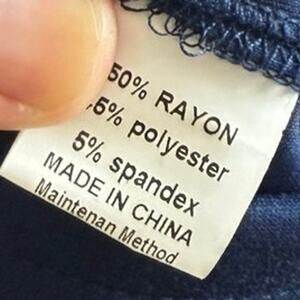 50% RAYON
5% polyester
5% spandex
MADE IN CHINA
Maintenan Method